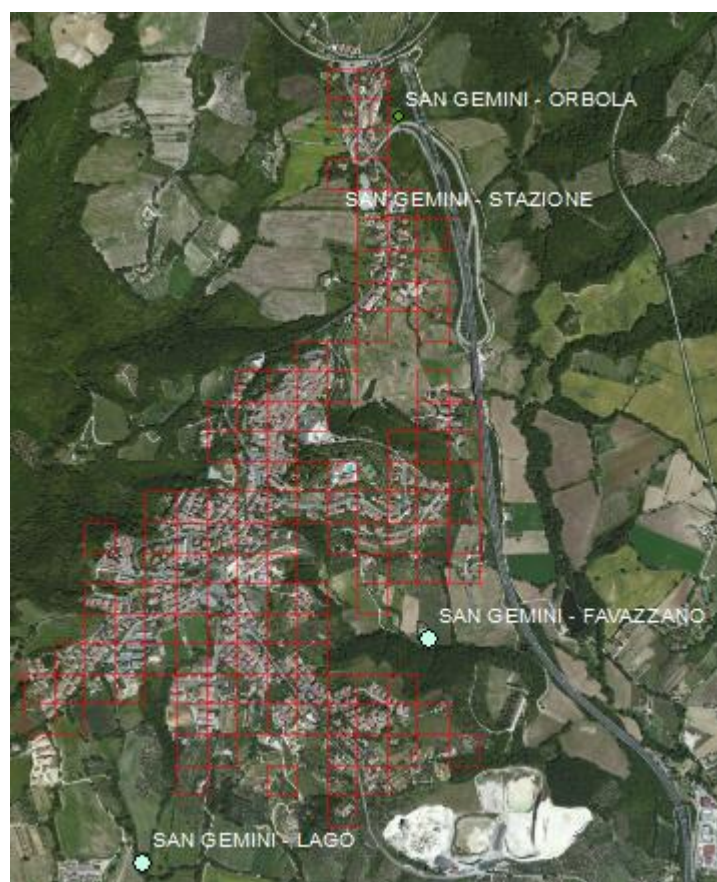 SAN GEMINI - ORBOLA
SAN GEMINI - STAZIONE
SAN GEMINI - FAVAZZANO
SAN GEMINI - LAGO